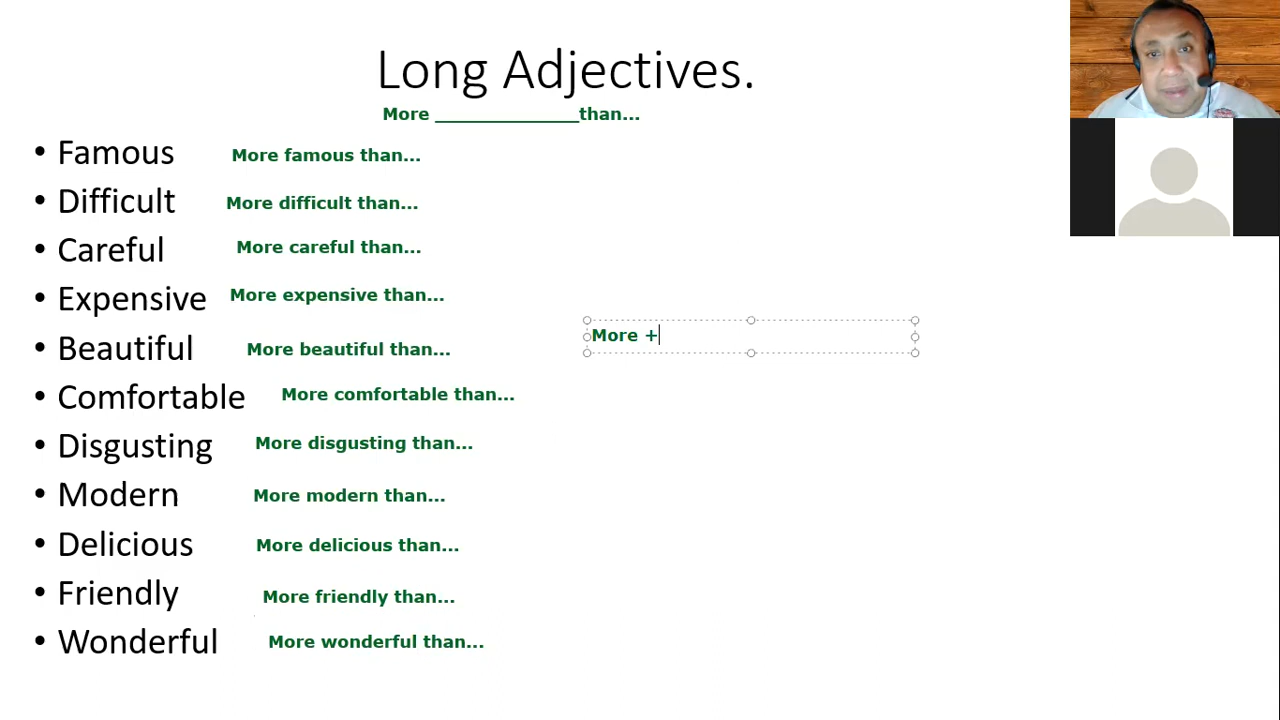 Long Adjectives.
More _______________than...
• Famous More famous than...
• Difficult More difficult than...
• Careful More careful than...
• Expensive More expensive than...
More +
• Beautiful More beautiful than...
• Comfortable More comfortable than...
• Disgusting More disgusting than...
• Modern More modern than...
• Delicious More delicious than...
• Friendly More friendly than...
• Wonderful More wonderful than...